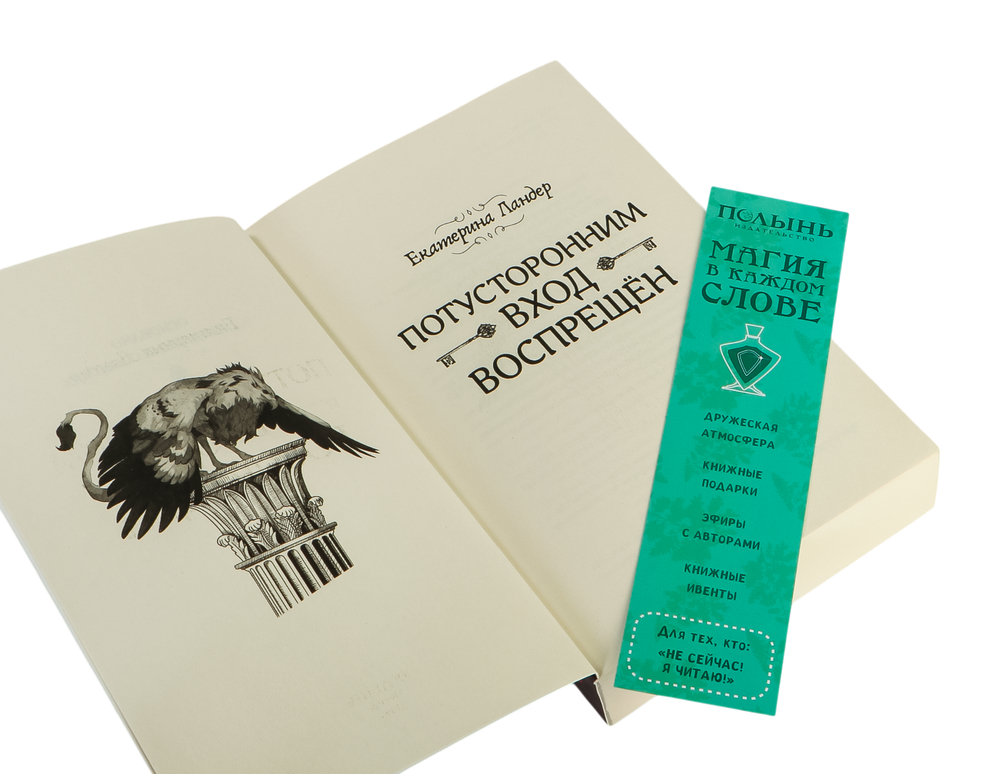 Екатерина Ландер
ПОТУСТОРОННИМ
ВХОД
ВОСПРЕЩЁН
ПОЛЫНЬ
ИЗДАТЕЛЬСТВО
МАГИЯ
В КАЖДОМ
СЛОВЕ
ДРУЖЕСКАЯ
АТМОСФЕРА
КНИЖНЫЕ
ПОДАРКИ
ЭФИРЫ
С АВТОРАМИ
КНИЖНЫЕ
ИВЕНТЫ
ДЛЯ ТЕХ, КТО:
«НЕ СЕЙЧАС!
Я ЧИТАЮ!»